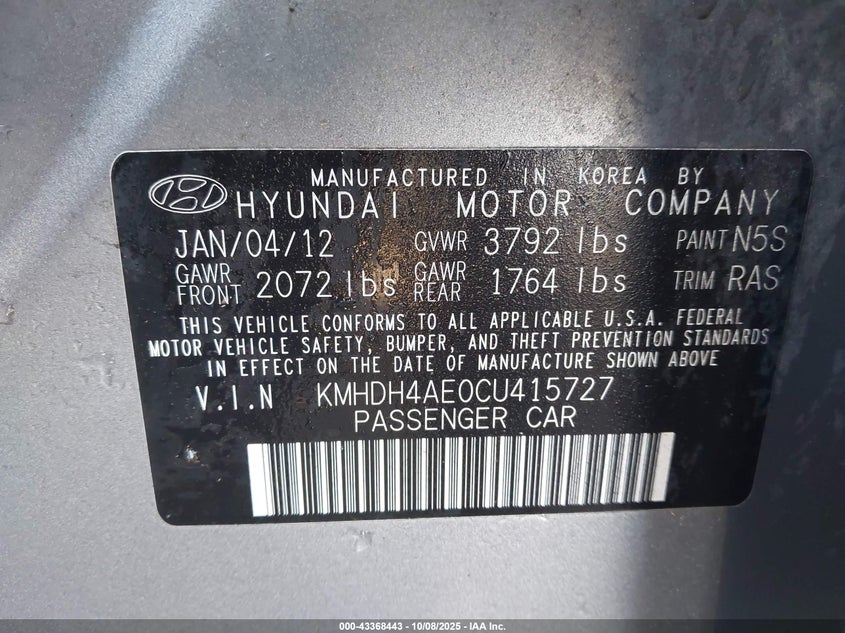 MANUFACTURED IN KOREA BY
HYUNDAI MOTOR COMPANY
JAN/04/12 GVWR 3792 lbs PAINT N5S
GAWR FRONT 2072 lbs GAWR REAR 1764 lbs TRIM RAS
THIS VEHICLE CONFORMS TO ALL APPLICABLE U.S.A. FEDERAL
MOTOR VEHICLE SAFETY, BUMPER, AND THEFT PREVENTION STANDARDS
IN EFFECT ON THE DATE OF MANUFACTURE SHOWN ABOVE
V.I.N KMHDH4AE0CU415727
PASSENGER CAR
000-43368443 - 10/08/2025 - IAA Inc.